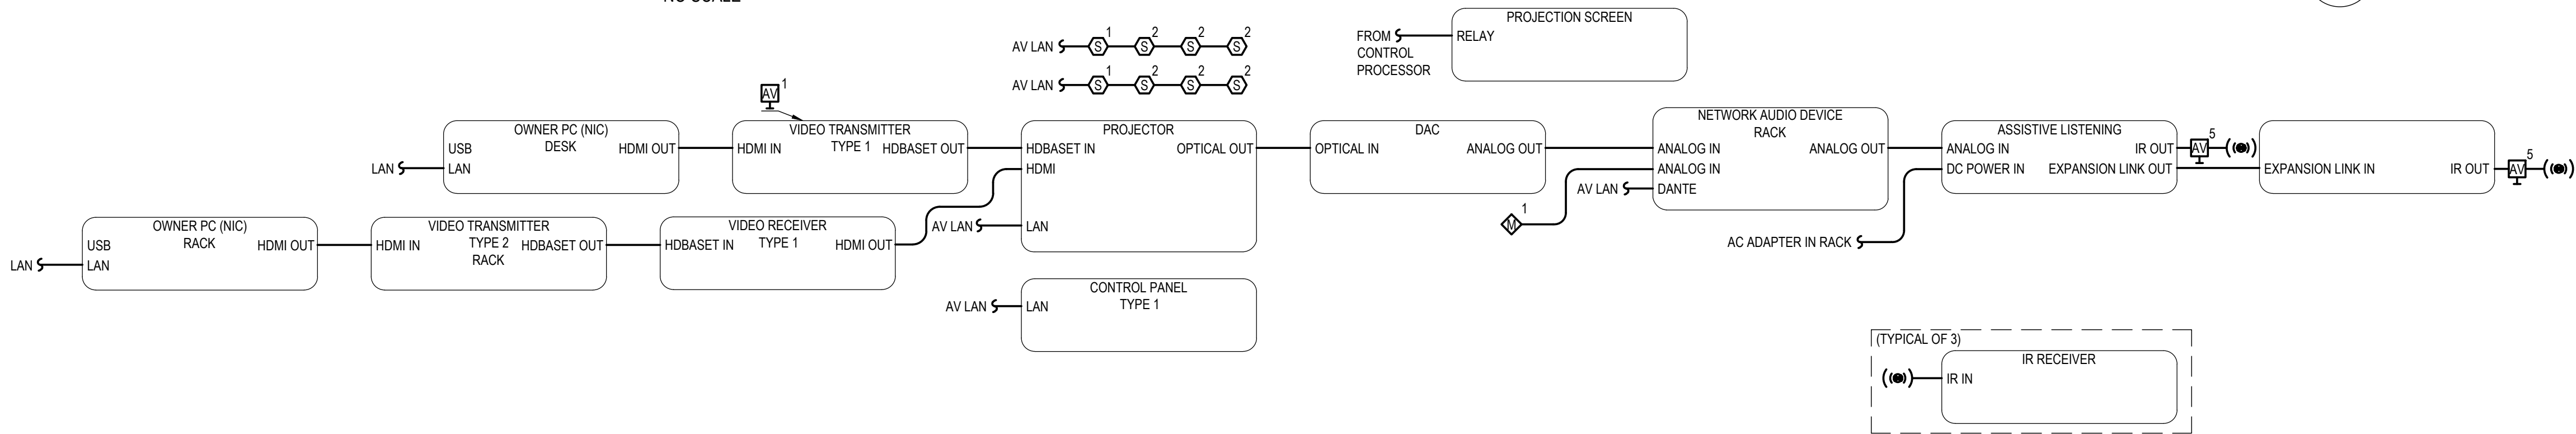 AV LAN S 1 S 2 S 2 S 2
AV LAN S 1 S 2 S 2 S 2
PROJECTION SCREEN
FROM
CONTROL
PROCESSOR
RELAY
AV 1
OWNER PC (NIC)
DESK
USB
LAN
LAN
HDMI OUT
VIDEO TRANSMITTER
TYPE 1
HDMI IN
HDBASET OUT
PROJECTOR
HDBASET IN
HDMI
OPTICAL OUT
AV LAN
LAN
DAC
OPTICAL IN
ANALOG OUT
NETWORK AUDIO DEVICE
RACK
ANALOG IN
ANALOG IN
AV LAN
DANTE
ANALOG OUT
M 1
ASSISTIVE LISTENING
ANALOG IN
DC POWER IN
IR OUT
EXPANSION LINK OUT
AV 5
AC ADAPTER IN RACK
EXPANSION LINK IN
IR OUT
AV 5
OWNER PC (NIC)
RACK
USB
LAN
LAN
HDMI OUT
VIDEO TRANSMITTER
TYPE 2
RACK
HDMI IN
HDBASET OUT
VIDEO RECEIVER
TYPE 1
HDBASET IN
HDMI OUT
CONTROL PANEL
TYPE 1
AV LAN
LAN
(TYPICAL OF 3)
IR RECEIVER
IR IN